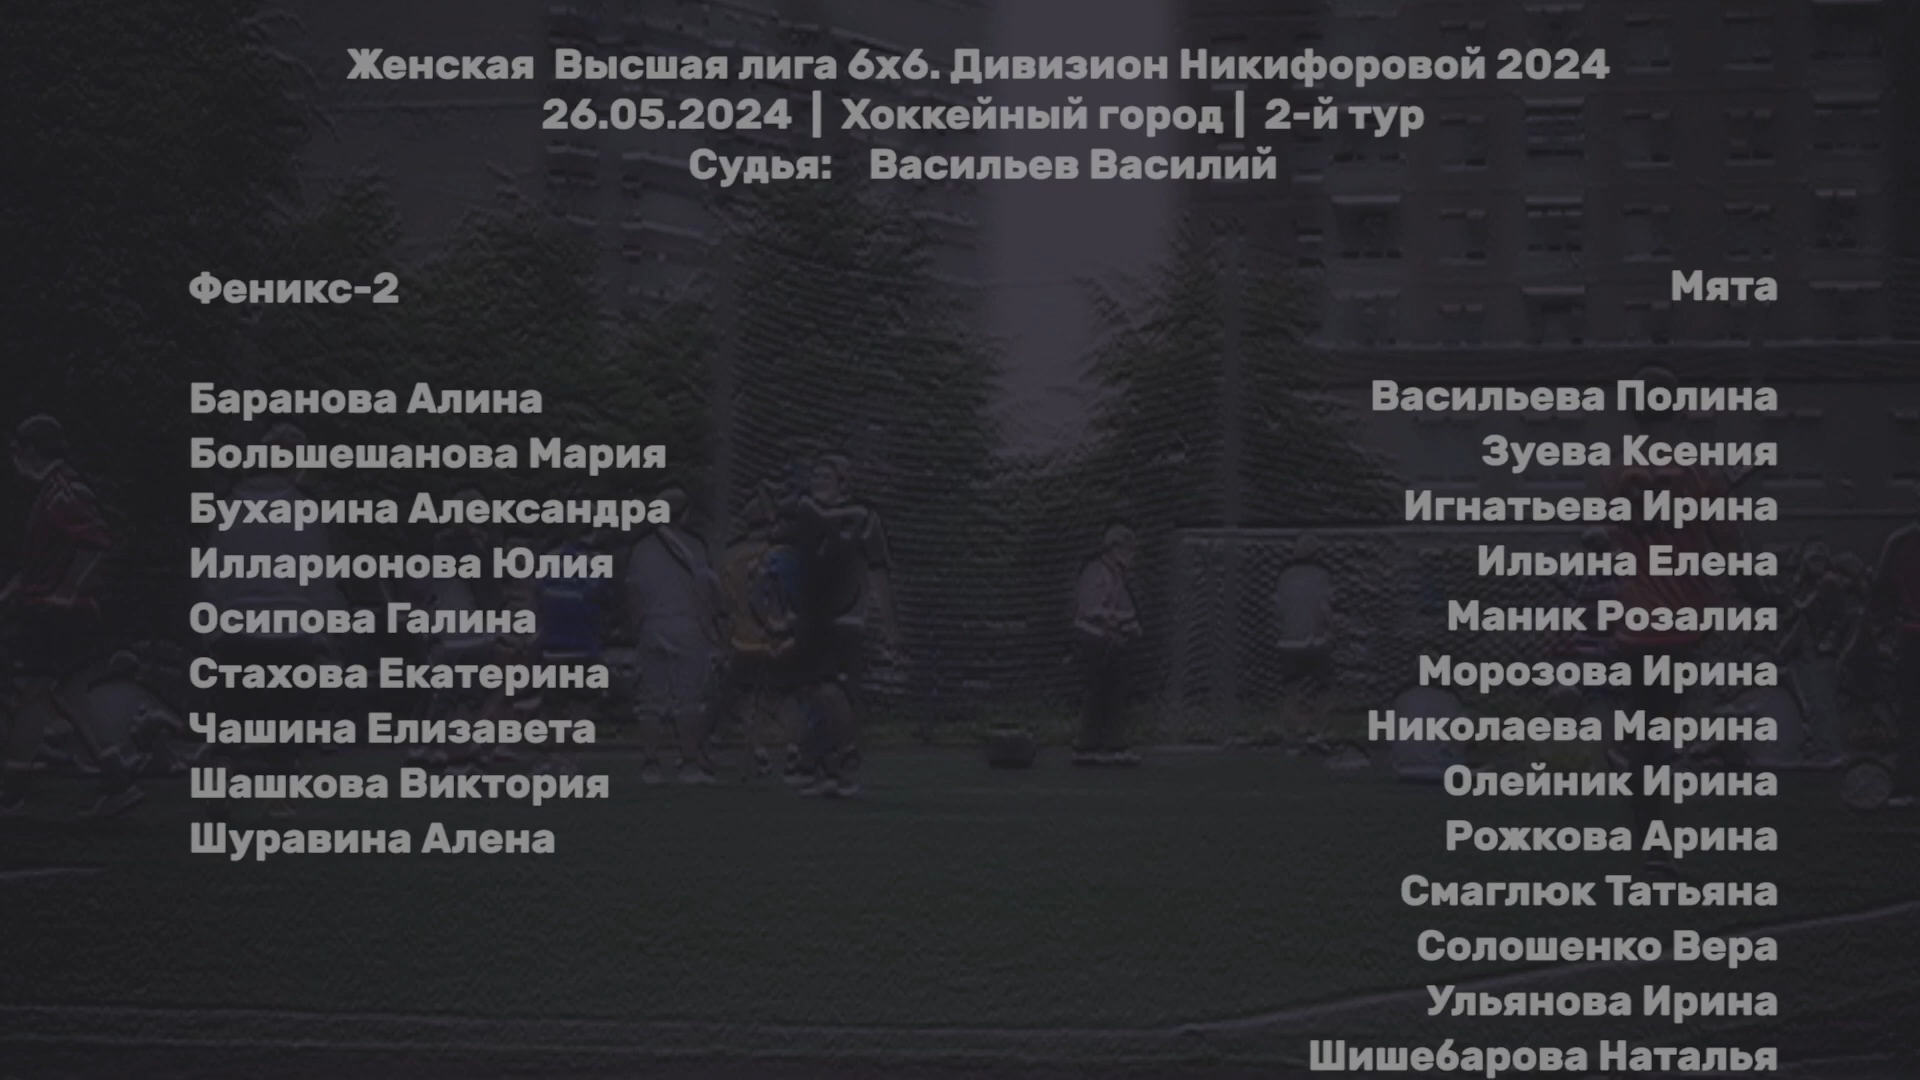 Женская Высшая лига 6х6. Дивизион Никифоровой 2024
26.05.2024 | Хоккейный город | 2-й тур
Судья: Васильев Василий
Феникс-2
Баранова Алина
Большешанова Мария
Бухарина Александра
Илларионова Юлия
Осипова Галина
Стахова Екатерина
Чашина Елизавета
Шашкова Виктория
Шуравина Алена
Мята
Васильева Полина
Зуева Ксения
Игнатьева Ирина
Ильина Елена
Маник Розалия
Морозова Ирина
Николаева Марина
Олейник Ирина
Рожкова Арина
Смаглюк Татьяна
Солошенко Вера
Ульянова Ирина
Шишебарова Наталья